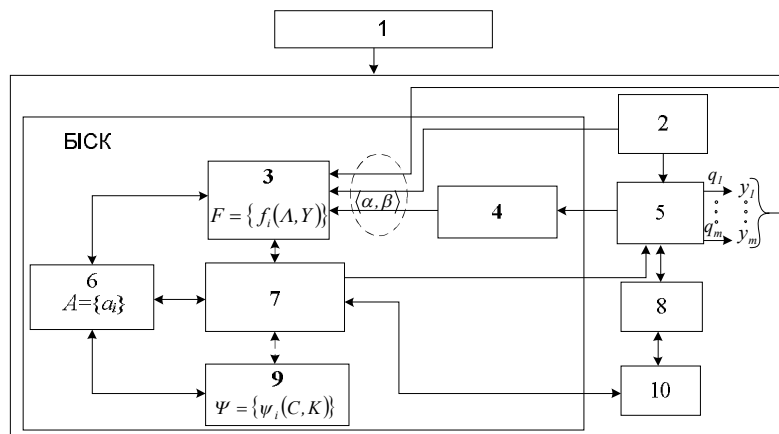 1
2
БІСК
3
F = { f_i (Λ, Y)}
⟨α, β⟩
4
5
q_1
y_1
q_m
y_m
6
A={a_i}
7
8
9
Ψ = {ψ_i (C, K)}
10